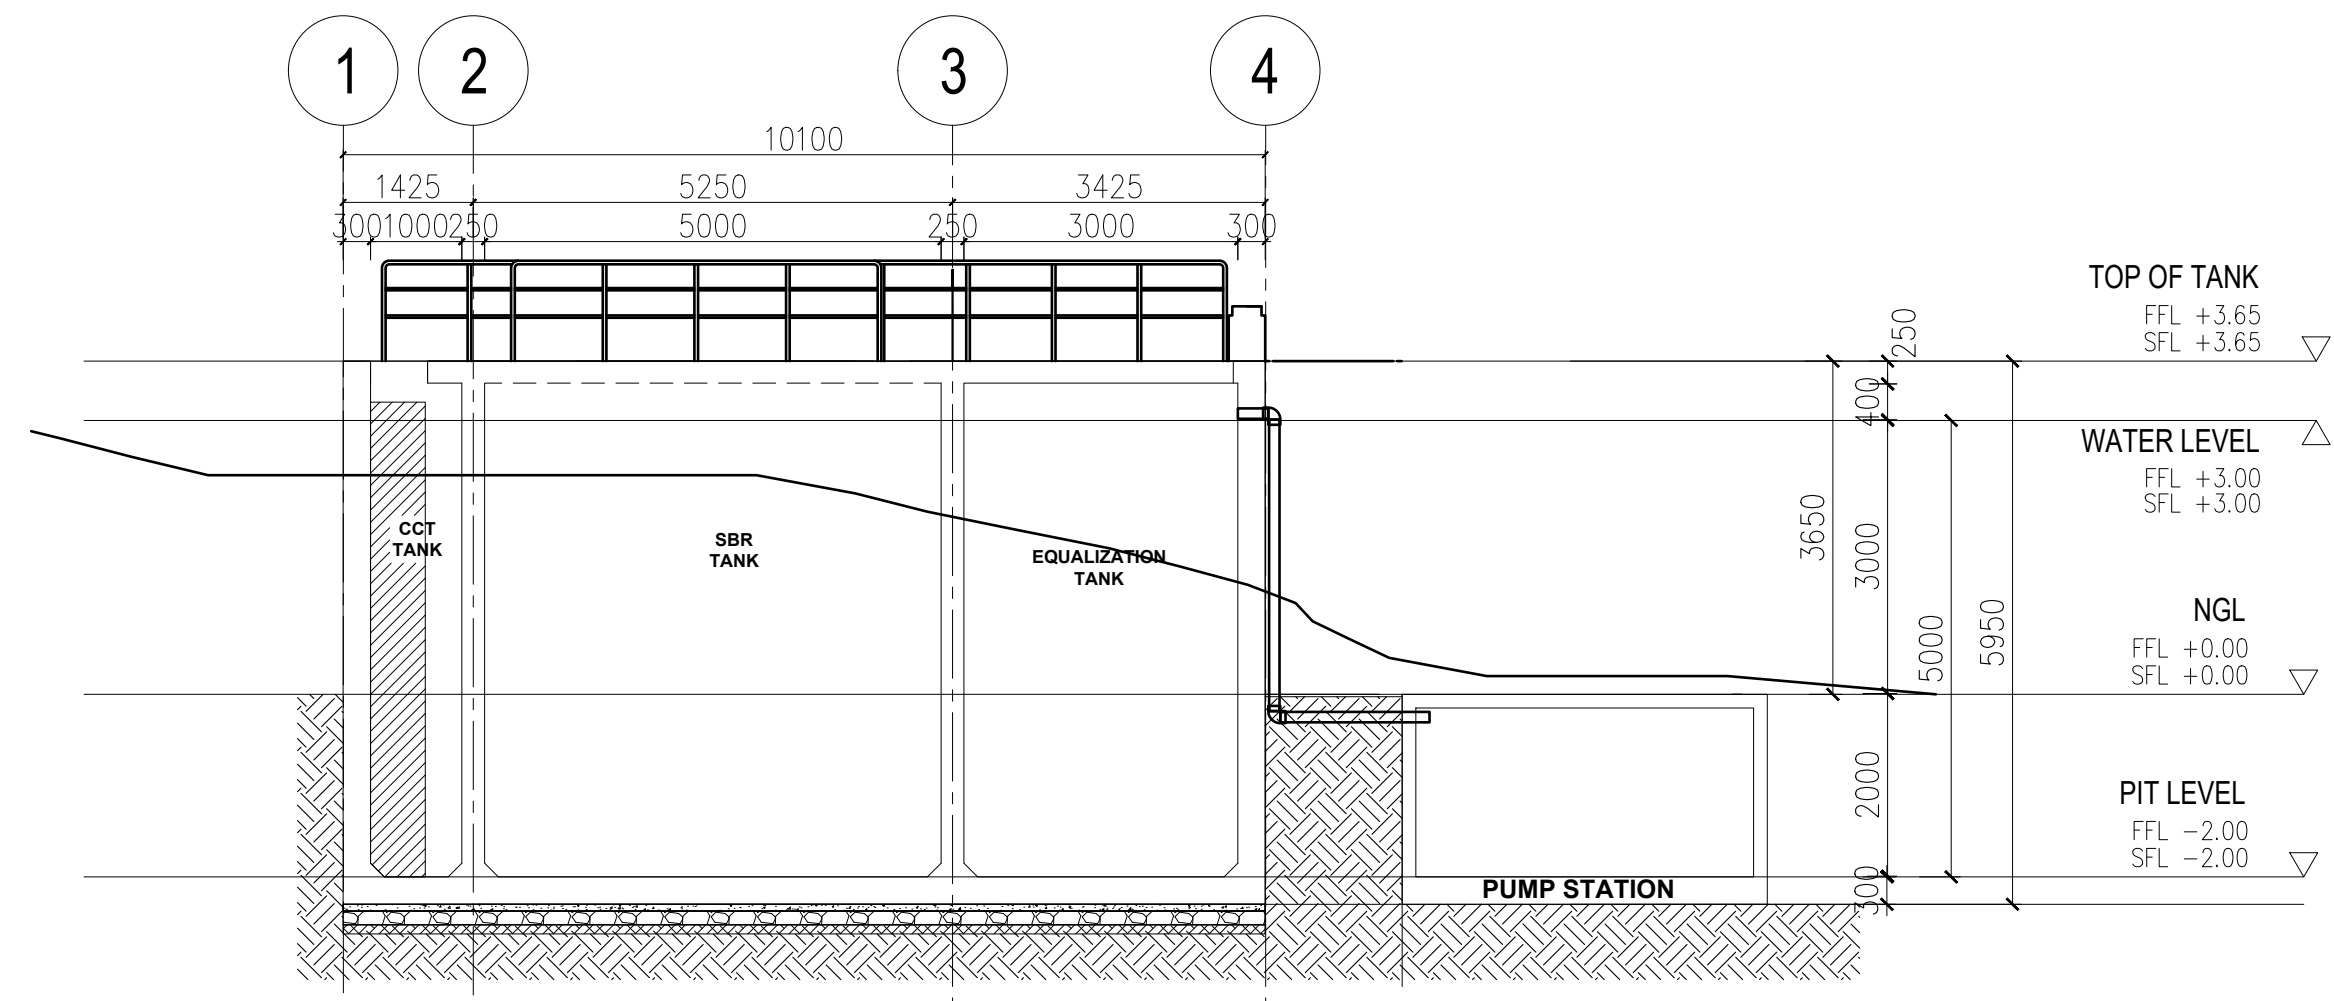 1 2 3 4
10100
1425 5250 3425
300 1000 250 5000 250 3000 300
TOP OF TANK
FFL +3.65
SFL +3.65
250
400
WATER LEVEL
FFL +3.00
SFL +3.00
3650
3000
CCT
TANK
SBR
TANK
EQUALIZATION
TANK
NGL
FFL +0.00
SFL +0.00
5000
5950
2000
PIT LEVEL
FFL -2.00
SFL -2.00
PUMP STATION
300